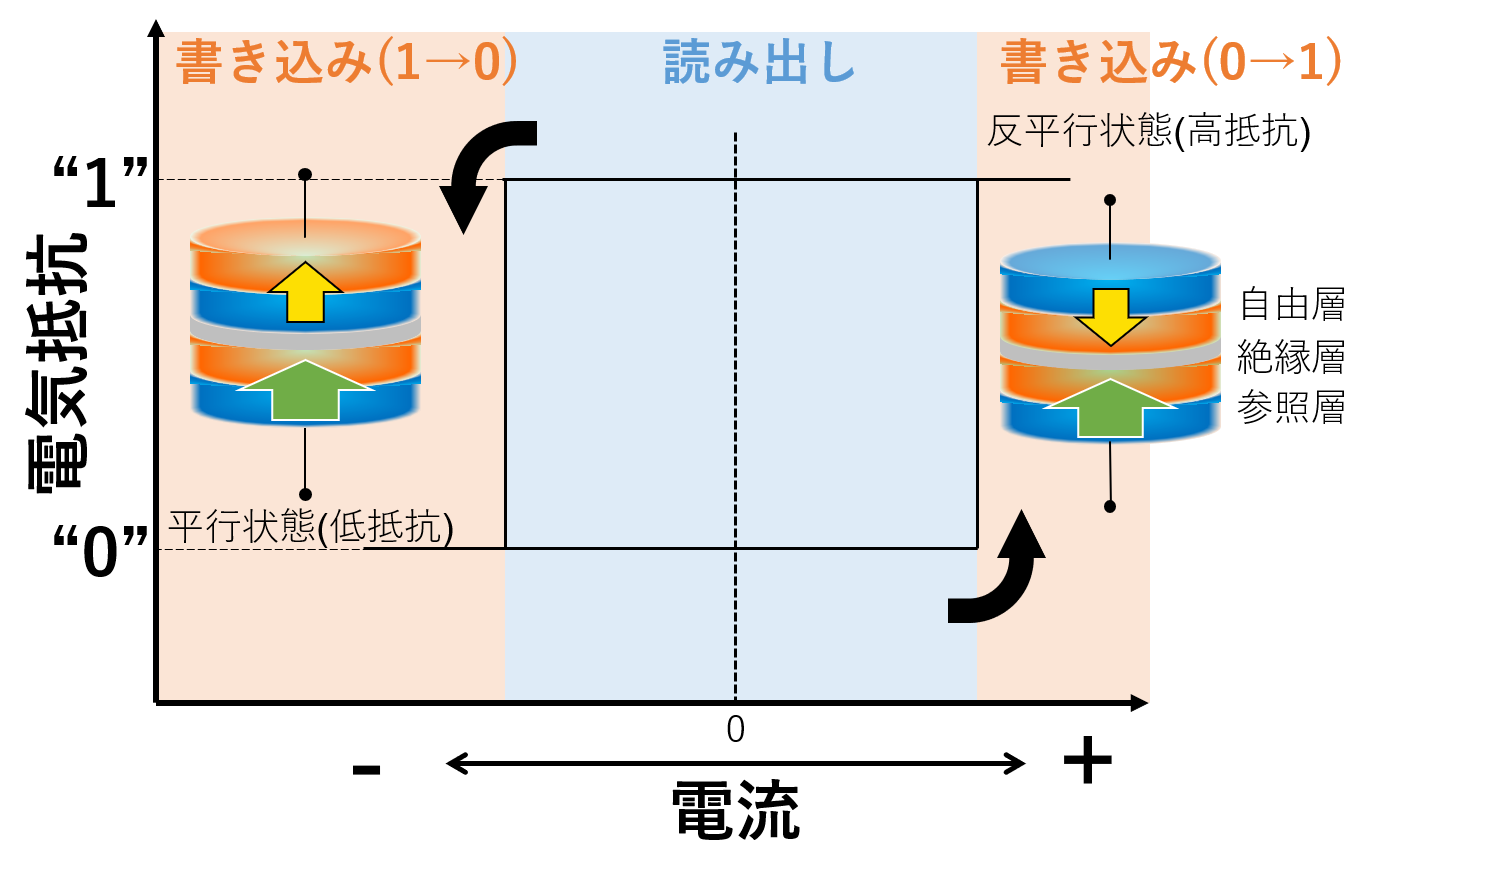 書き込み(1→0)
読み出し
書き込み(0→1)
反平行状態(高抵抗)
“1”
電気抵抗
自由層
絶縁層
参照層
平行状態(低抵抗)
“0”
0
-
+
電流